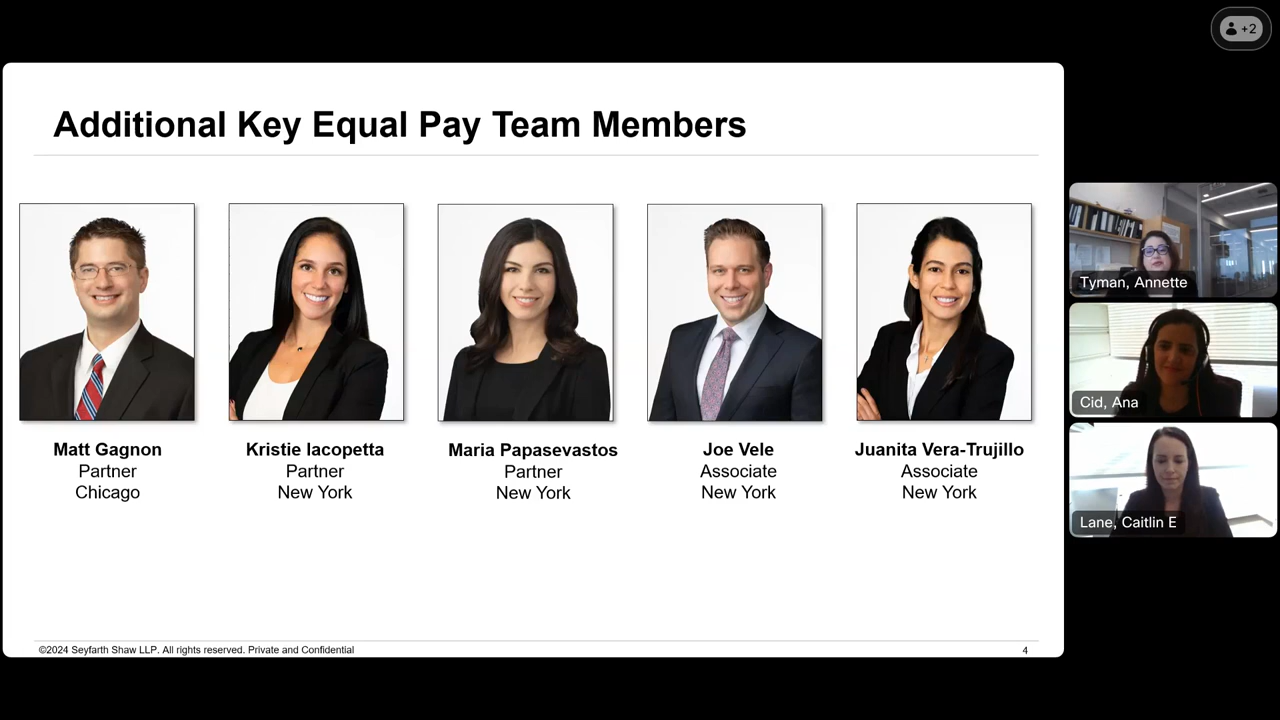 +2
Additional Key Equal Pay Team Members
Matt Gagnon
Partner
Chicago
Kristie Iacopetta
Partner
New York
Maria Papasevastos
Partner
New York
Joe Vele
Associate
New York
Juanita Vera-Trujillo
Associate
New York
©2024 Seyfarth Shaw LLP. All rights reserved. Private and Confidential
4
Tyman, Annette
Cid, Ana
Lane, Caitlin E